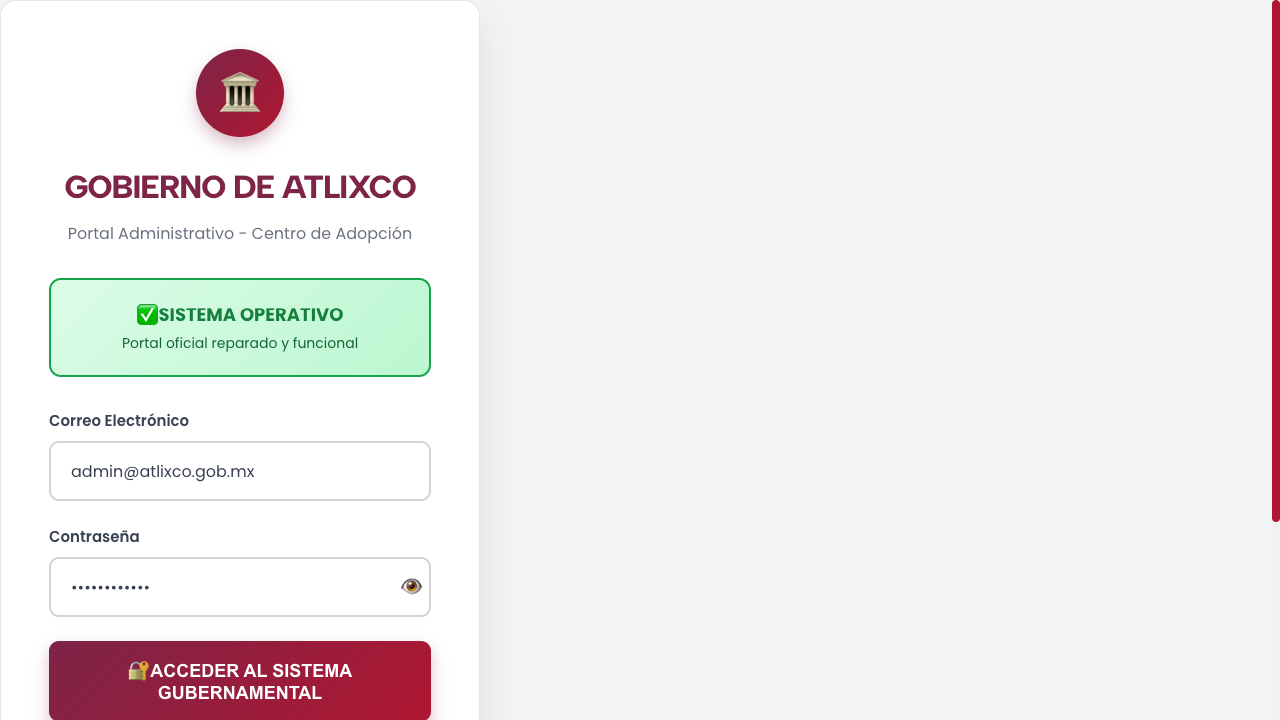 GOBIERNO DE ATLIXCO
Portal Administrativo - Centro de Adopción
✅SISTEMA OPERATIVO
Portal oficial reparado y funcional
Correo Electrónico
admin@atlixco.gob.mx
Contraseña
••••••••••••
🔐ACCEDER AL SISTEMA
GUBERNAMENTAL